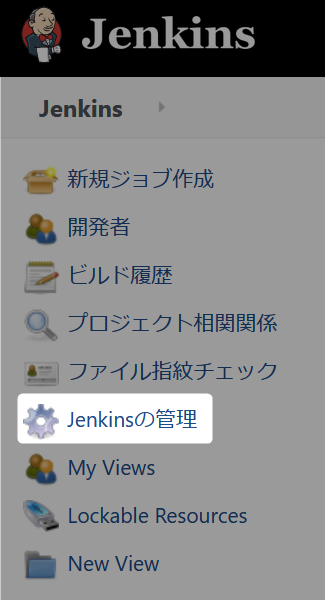 Jenkins
Jenkins
新規ジョブ作成
開発者
ビルド履歴
プロジェクト相関関係
ファイル指紋チェック
Jenkinsの管理
My Views
Lockable Resources
New View